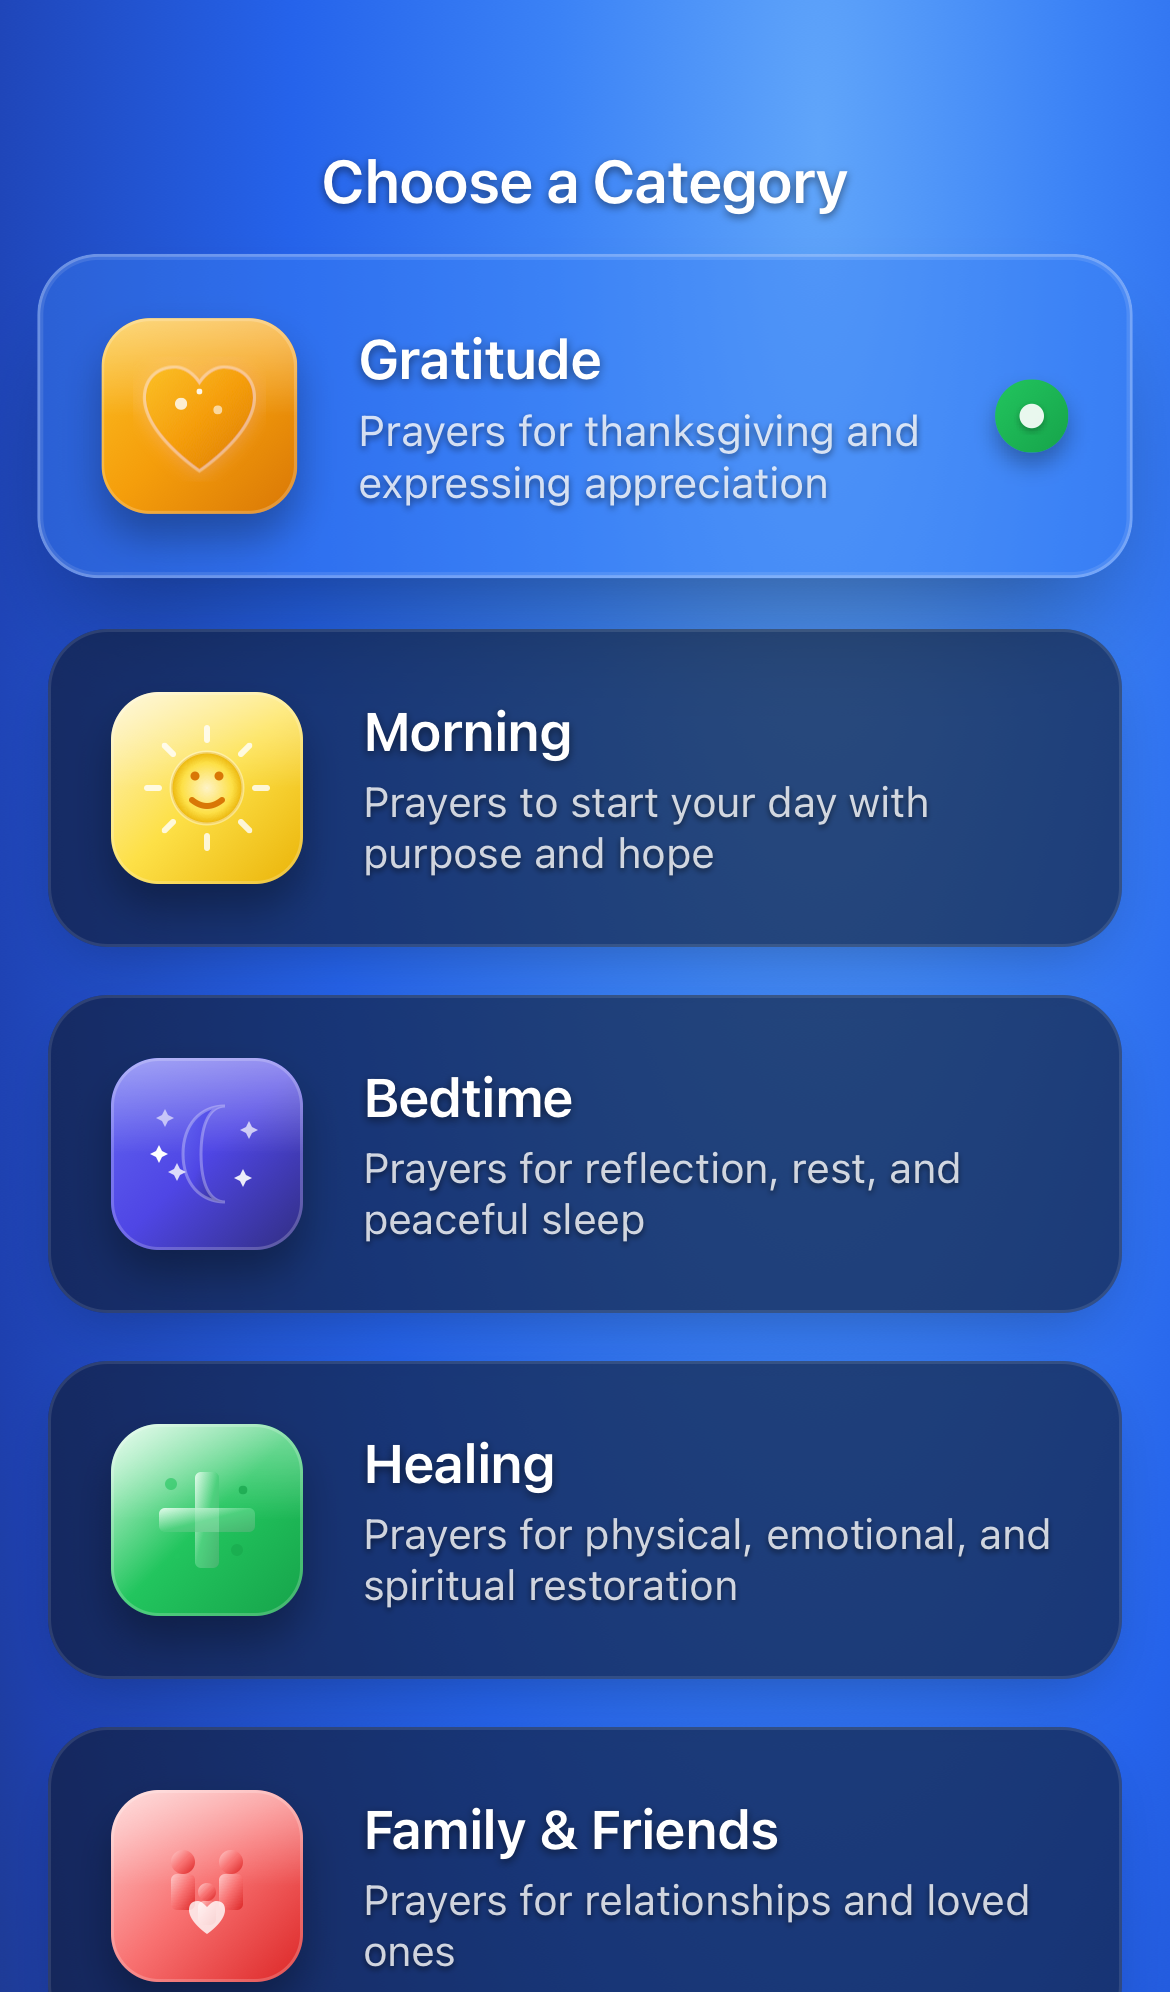 Choose a Category
Gratitude
Prayers for thanksgiving and
expressing appreciation
Morning
Prayers to start your day with
purpose and hope
Bedtime
Prayers for reflection, rest, and
peaceful sleep
Healing
Prayers for physical, emotional, and
spiritual restoration
Family & Friends
Prayers for relationships and loved
ones